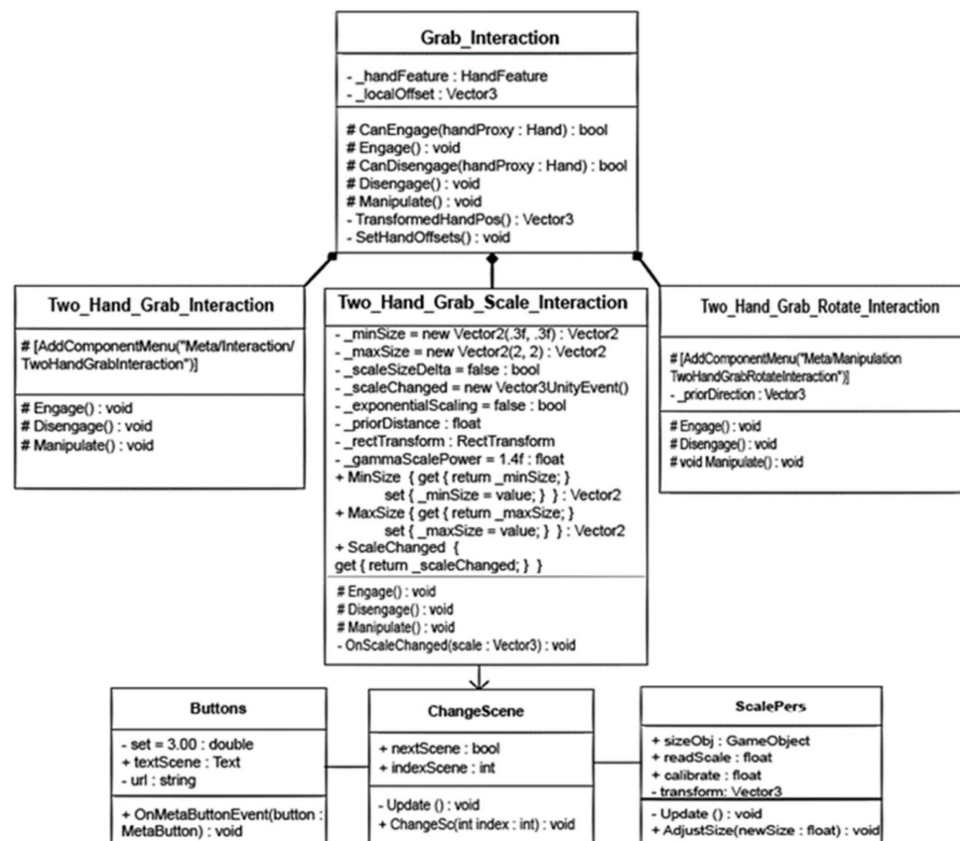 Grab_Interaction
- _handFeature : HandFeature
- _localOffset : Vector3
# CanEngage(handProxy : Hand) : bool
# Engage() : void
# CanDisengage(handProxy : Hand) : bool
# Disengage() : void
# Manipulate() : void
- TransformedHandPos() : Vector3
- SetHandOffsets() : void
Two_Hand_Grab_Interaction
# [AddComponentMenu("Meta/Interaction/
TwoHandGrabInteraction")]
# Engage() : void
# Disengage() : void
# Manipulate() : void
Two_Hand_Grab_Scale_Interaction
- _minSize = new Vector2(.3f, .3f) : Vector2
- _maxSize = new Vector2(2, 2) : Vector2
- _scaleSizeDelta = false : bool
- _scaleChanged = new Vector3UnityEvent()
- _exponentialScaling = false : bool
- _priorDistance : float
- _rectTransform : RectTransform
- _gammaScalePower = 1.4f : float
+ MinSize { get { return _minSize; }
set { _minSize = value; } } : Vector2
+ MaxSize { get { return _maxSize; }
set { _maxSize = value; } } : Vector2
+ ScaleChanged {
get { return _scaleChanged; } }
# Engage() : void
# Disengage() : void
# Manipulate() : void
- OnScaleChanged(scale : Vector3) : void
Two_Hand_Grab_Rotate_Interaction
# [AddComponentMenu("Meta/Manipulation
TwoHandGrabRotateInteraction")]
- _priorDirection : Vector3
# Engage() : void
# Disengage() : void
# void Manipulate() : void
Buttons
- set = 3.00 : double
+ textScene : Text
- url : string
+ OnMetaButtonEvent(button :
MetaButton) : void
ChangeScene
+ nextScene : bool
+ indexScene : int
- Update () : void
+ ChangeSc(int index : int) : void
ScalePers
+ sizeObj : GameObject
+ readScale : float
+ calibrate : float
- transform: Vector3
- Update () : void
+ AdjustSize(newSize : float) : void